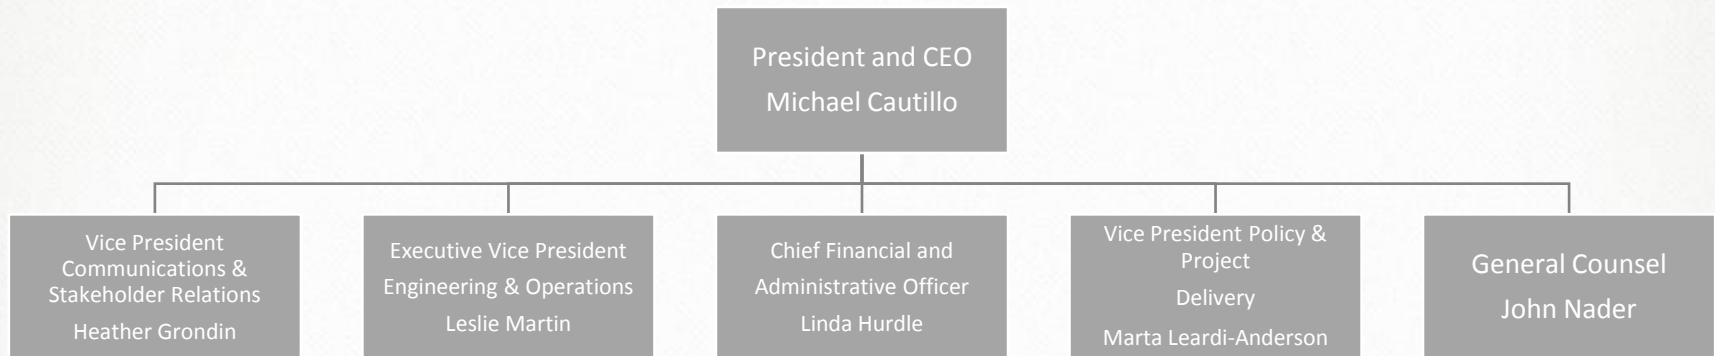 President and CEO
Michael Cautillo
Vice President
Communications &
Stakeholder Relations
Heather Grondin
Executive Vice President
Engineering & Operations
Leslie Martin
Chief Financial and
Administrative Officer
Linda Hurdle
Vice President Policy &
Project
Delivery
Marta Leardi-Anderson
General Counsel
John Nader